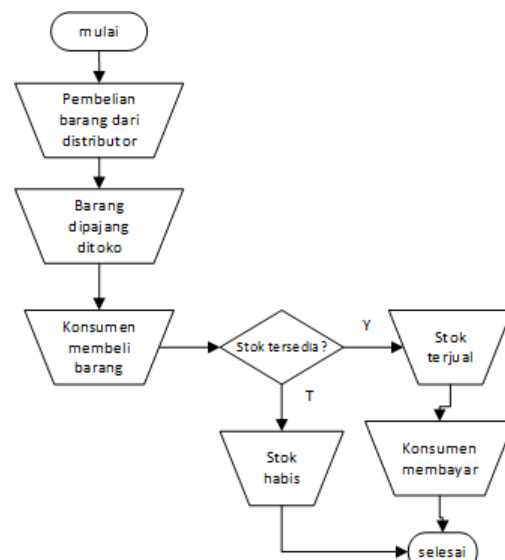 mulai
Pembelian
barang dari
distributor
Barang
dipajang
ditoko
Konsumen
membeli
barang
Stok tersedia?
Y
Stok
terjual
T
Stok
habis
Konsumen
membayar
selesai